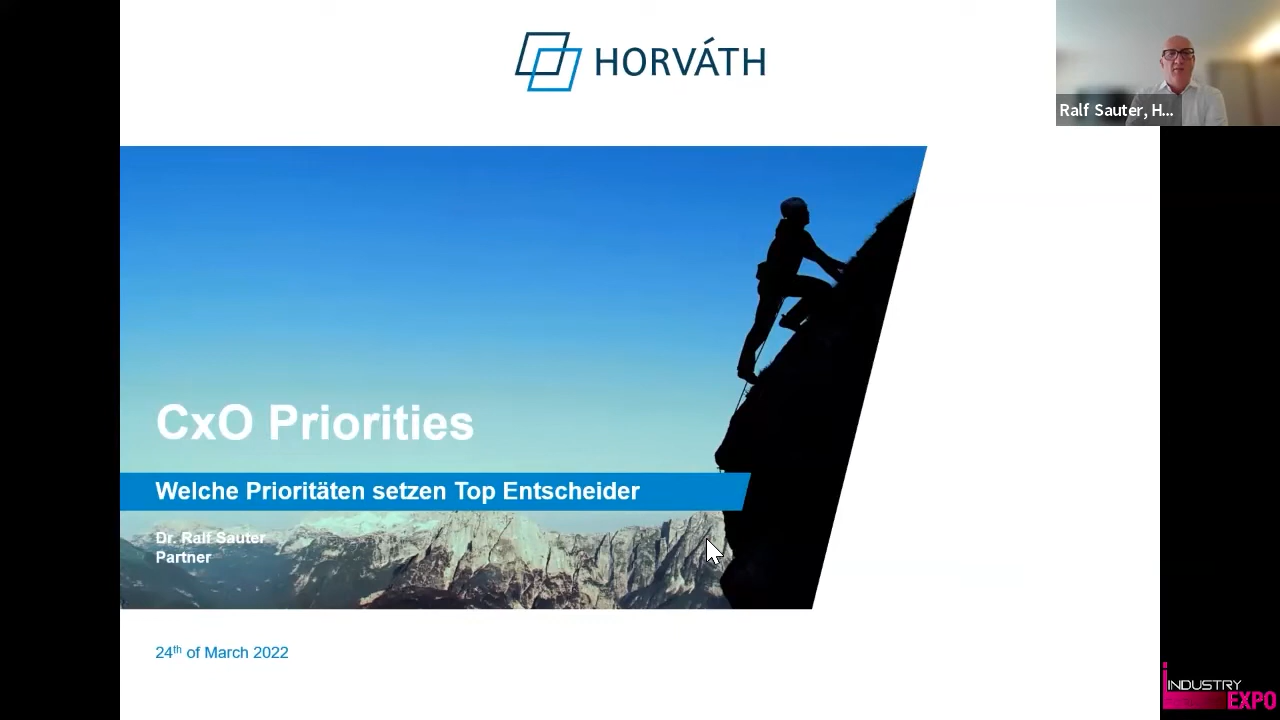 HORVÁTH
Ralf Sauter, H...
CxO Priorities
Welche Prioritäten setzen Top Entscheider
Dr. Ralf Sauter
Partner
24th of March 2022
INDUSTRY
EXPO